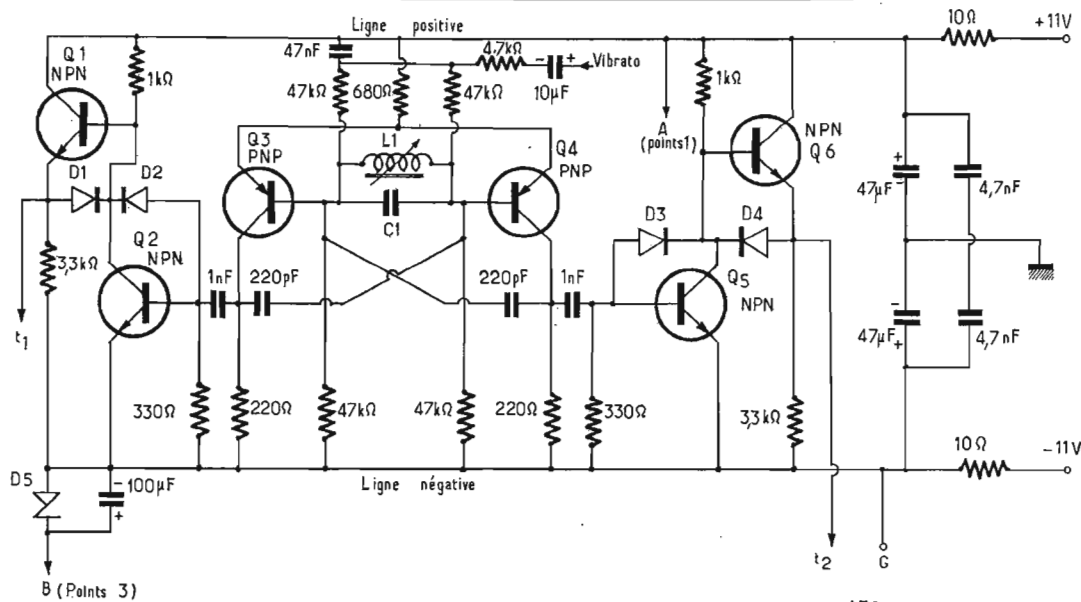 Ligne positive
10Ω
+11V
Q1
NPN
1kΩ
47nF
4,7kΩ
- +
Vibrato
10μF
47kΩ
680Ω
47kΩ
1kΩ
A
(points1)
NPN
Q6
Q3
PNP
L1
Q4
PNP
C1
+
47μF
-
4,7nF
D1
D2
D3
D4
3,3kΩ
Q2
NPN
1nF
220pF
220pF
1nF
Q5
NPN
t1
-
47μF
+
4,7nF
330Ω
220Ω
47kΩ
47kΩ
220Ω
330Ω
3,3kΩ
10Ω
-11V
Ligne négative
D5
-
100μF
+
t2
G
B (Points 3)